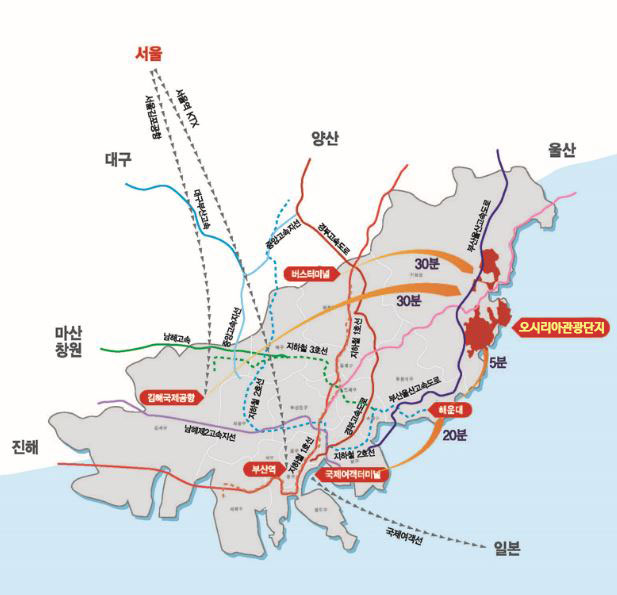 서울
서울김포공항
서울역 KTX
대구
양산
울산
대구부산고속
중앙고속지선
경부고속도로
부산울산고속도로
버스터미널
30분
30분
오시리아관광단지
마산
창원
남해고속
중앙고속지선
지하철 3호선
지하철 1호선
5분
김해국제공항
지하철 2호선
부산울산고속도로
해운대
남해제2고속지선
경부고속도로
20분
진해
부산역
지하철 1호선
지하철 2호선
국제여객터미널
국제여객선
일본